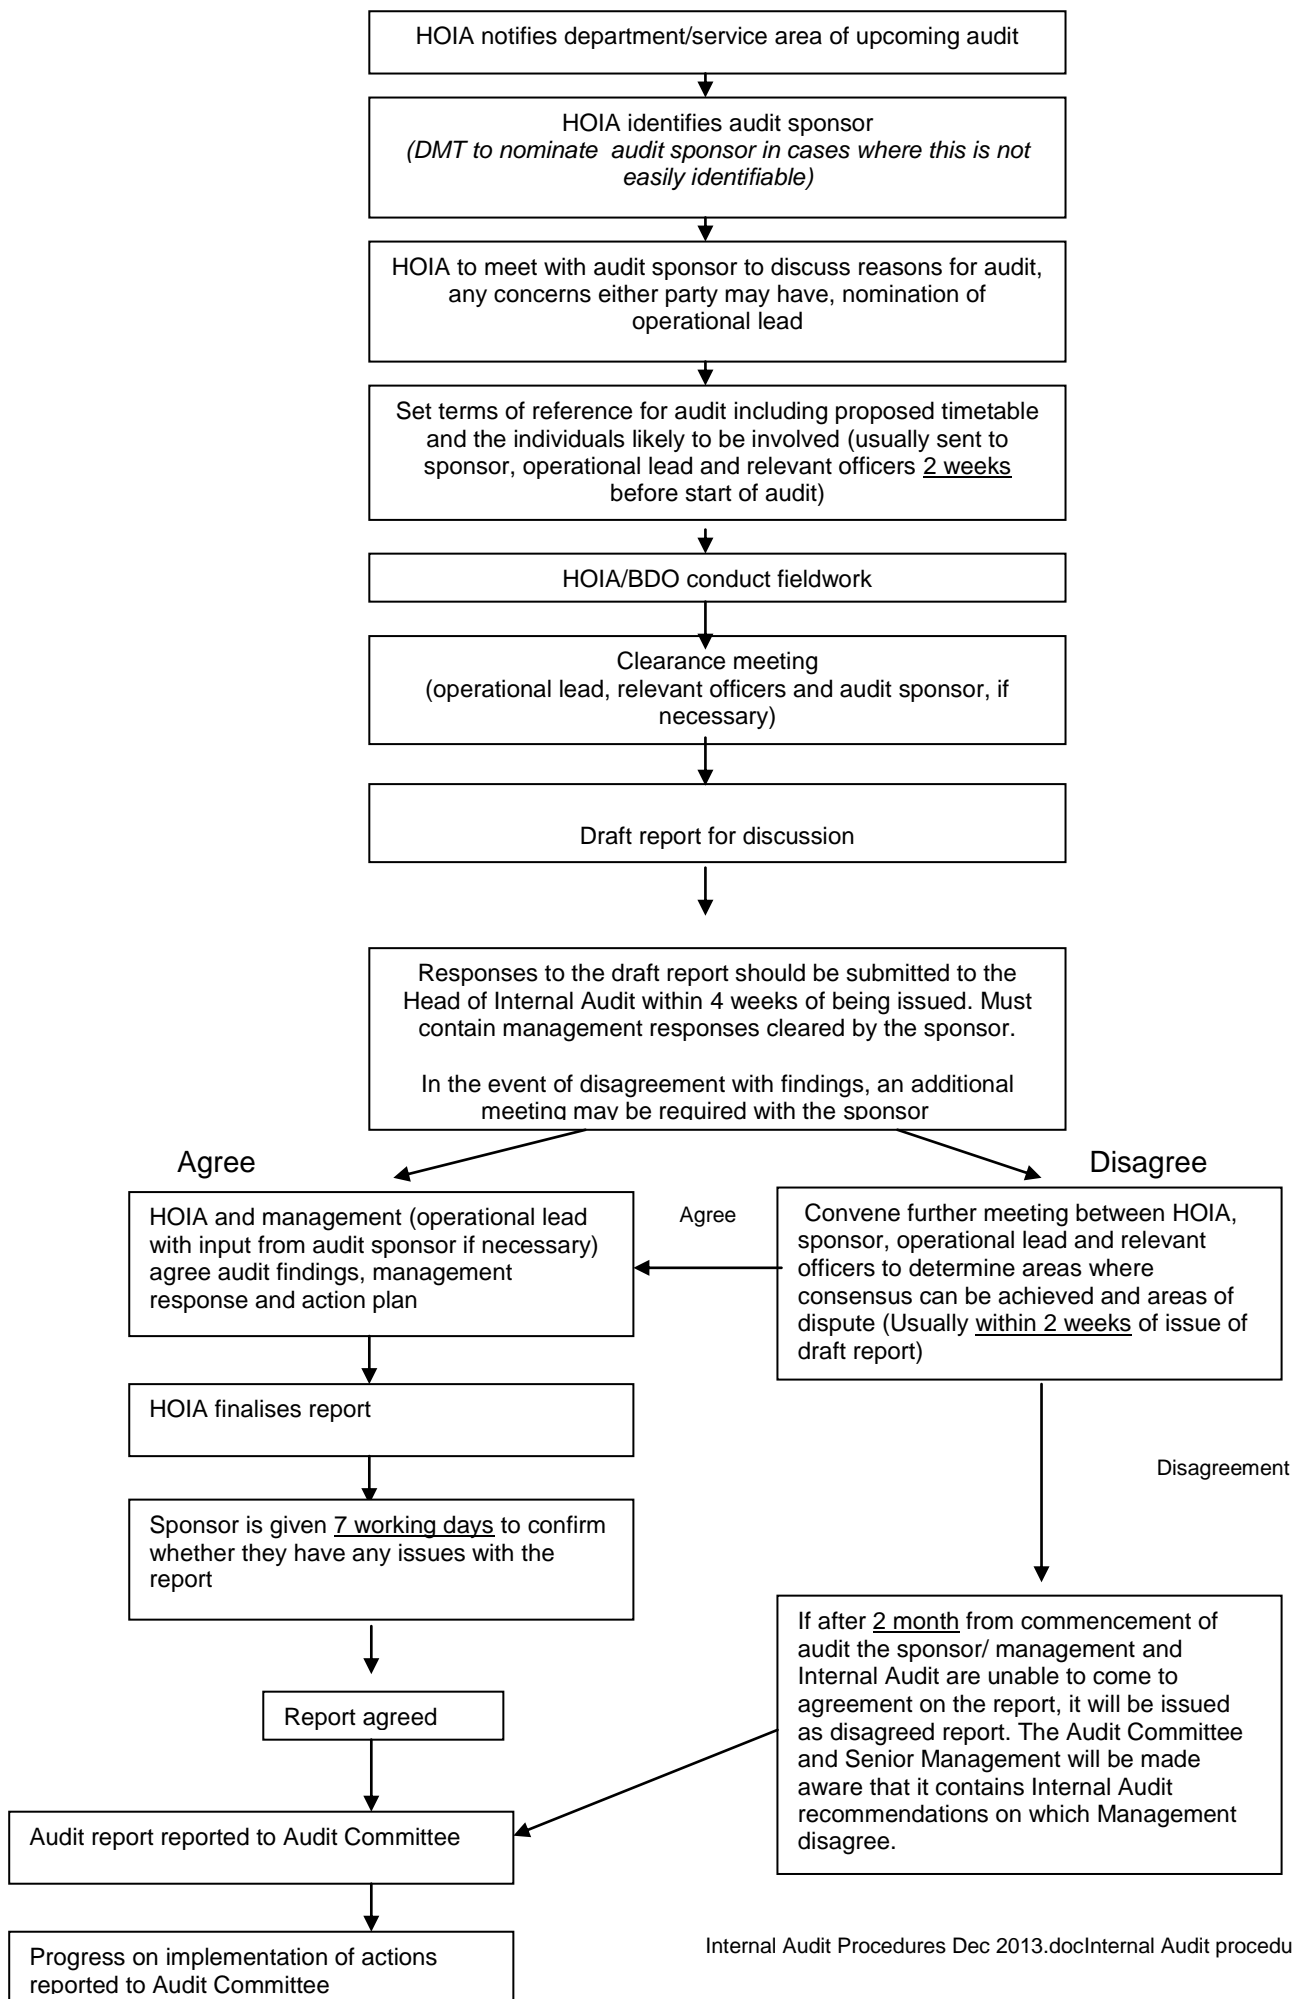 HOIA notifies department/service area of upcoming audit
HOIA identifies audit sponsor
(DMT to nominate audit sponsor in cases where this is not
easily identifiable)
HOIA to meet with audit sponsor to discuss reasons for audit,
any concerns either party may have, nomination of
operational lead
Set terms of reference for audit including proposed timetable
and the individuals likely to be involved (usually sent to
sponsor, operational lead and relevant officers 2 weeks
before start of audit)
HOIA/BDO conduct fieldwork
Clearance meeting
(operational lead, relevant officers and audit sponsor, if
necessary)
Draft report for discussion
Responses to the draft report should be submitted to the
Head of Internal Audit within 4 weeks of being issued. Must
contain management responses cleared by the sponsor.
In the event of disagreement with findings, an additional
meeting may be required with the sponsor
Agree
Disagree
HOIA and management (operational lead
with input from audit sponsor if necessary)
agree audit findings, management
response and action plan
Agree
Convene further meeting between HOIA,
sponsor, operational lead and relevant
officers to determine areas where
consensus can be achieved and areas of
dispute (Usually within 2 weeks of issue of
draft report)
HOIA finalises report
Disagreement
Sponsor is given 7 working days to confirm
whether they have any issues with the
report
If after 2 month from commencement of
audit the sponsor/ management and
Internal Audit are unable to come to
agreement on the report, it will be issued
as disagreed report. The Audit Committee
and Senior Management will be made
aware that it contains Internal Audit
recommendations on which Management
disagree.
Report agreed
Audit report reported to Audit Committee
Progress on implementation of actions
reported to Audit Committee
Internal Audit Procedures Dec 2013.docInternal Audit procedu